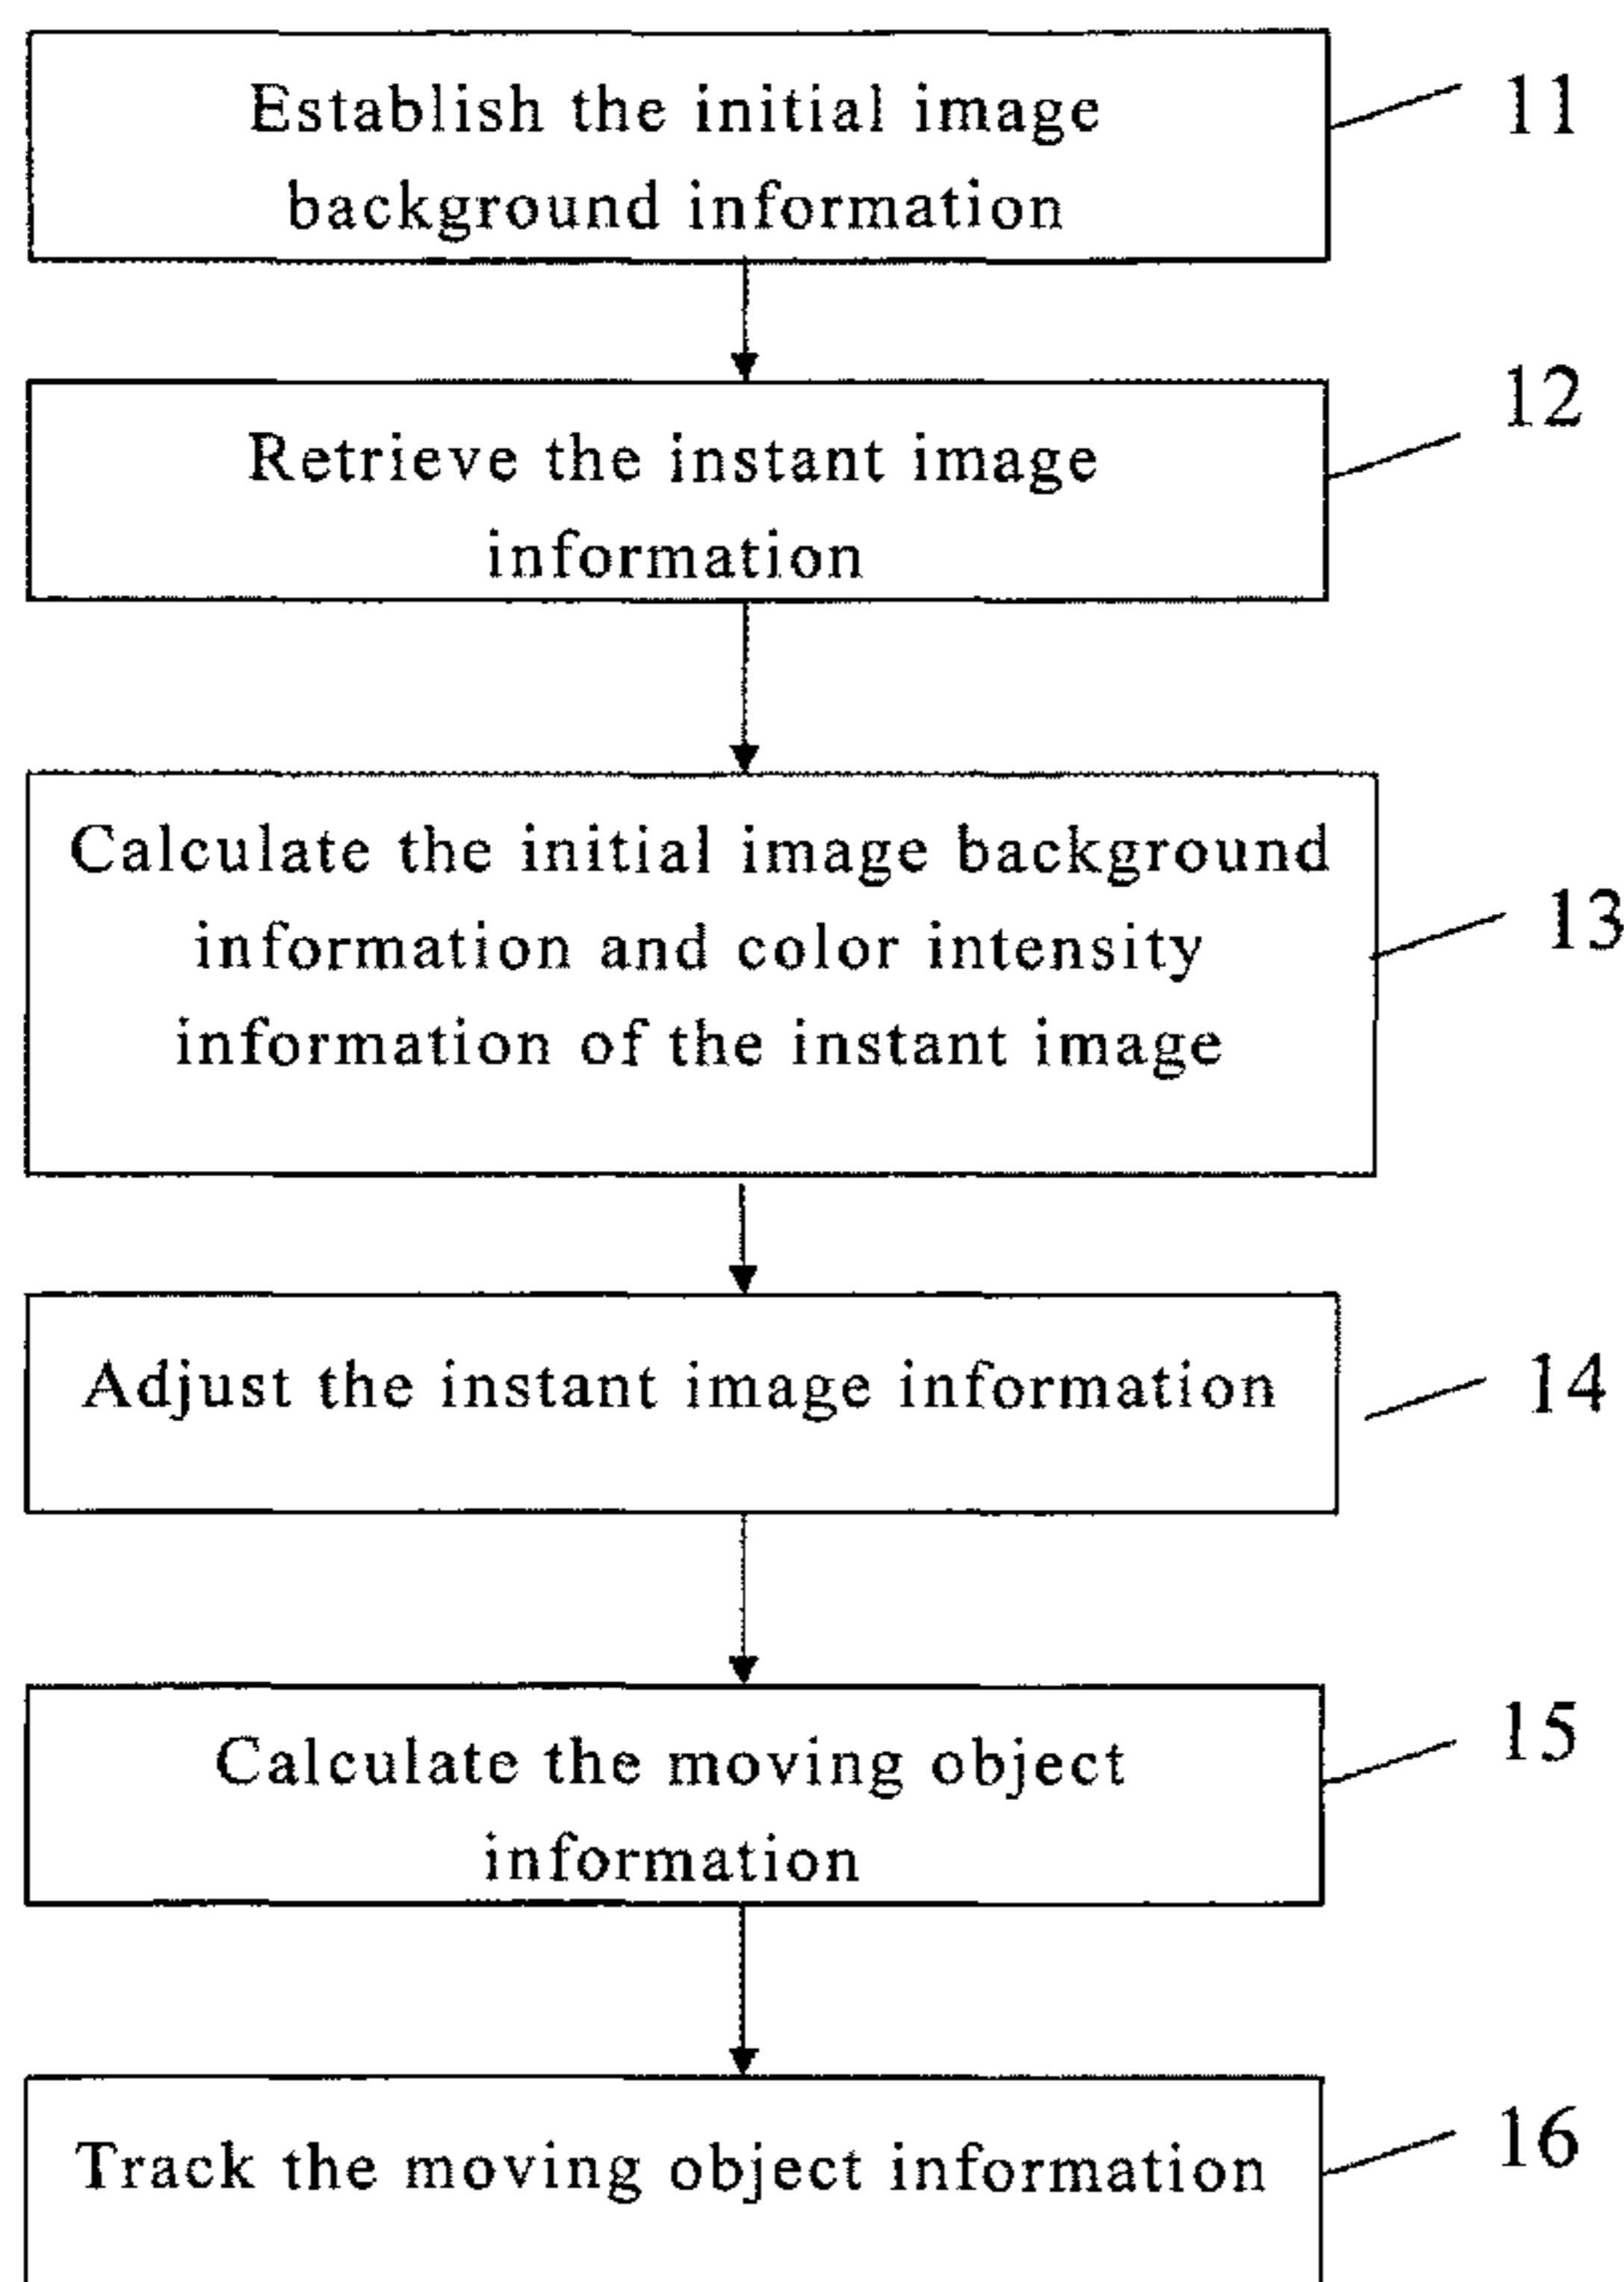 Establish the initial image
background information
11
Retrieve the instant image
information
12
Calculate the initial image background
information and color intensity
information of the instant image
13
Adjust the instant image information
14
Calculate the moving object
information
15
Track the moving object information
16